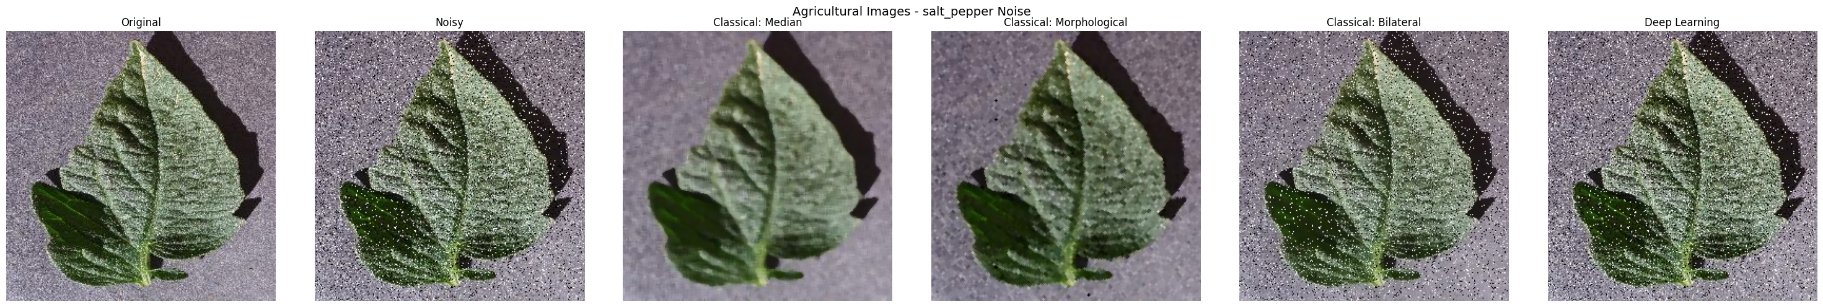 Agricultural Images - salt_pepper Noise
Original
Noisy
Classical: Median
Classical: Morphological
Classical: Bilateral
Deep Learning